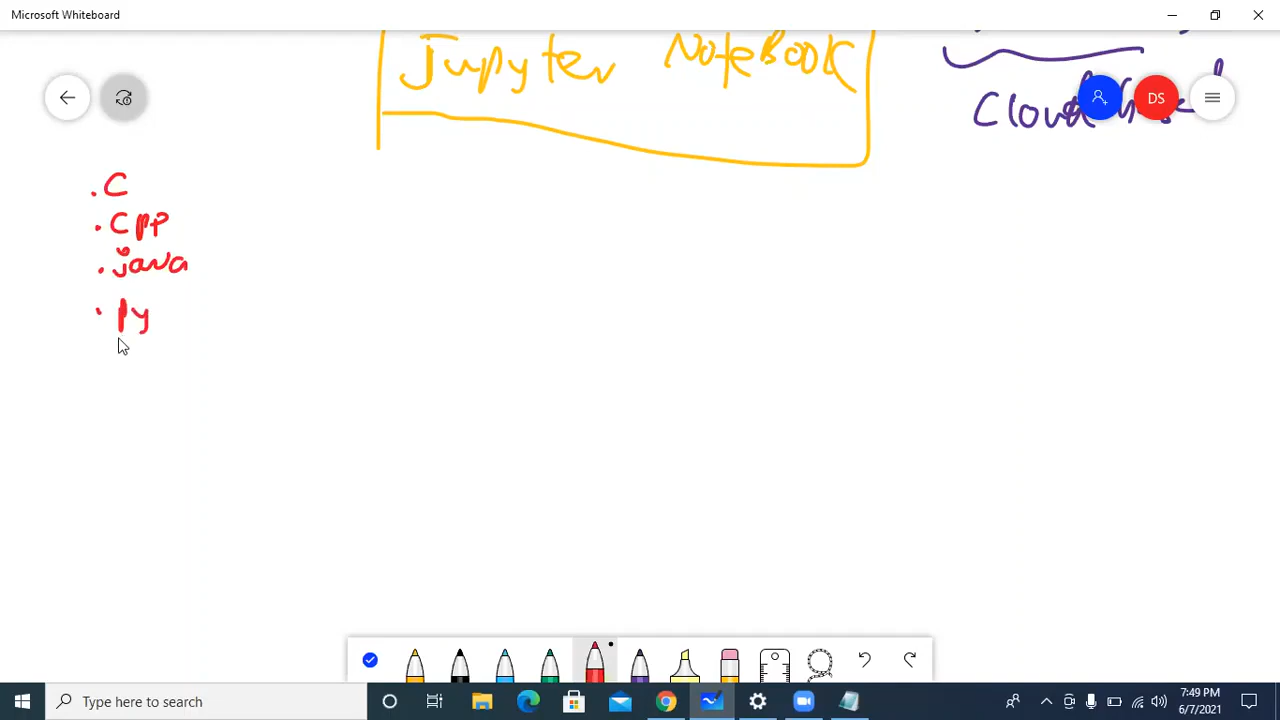 Microsoft Whiteboard
Jupyter NoteBook
Cloud
DS
.C
.Cpp
.java
.py
Type here to search
7:49 PM
6/7/2021